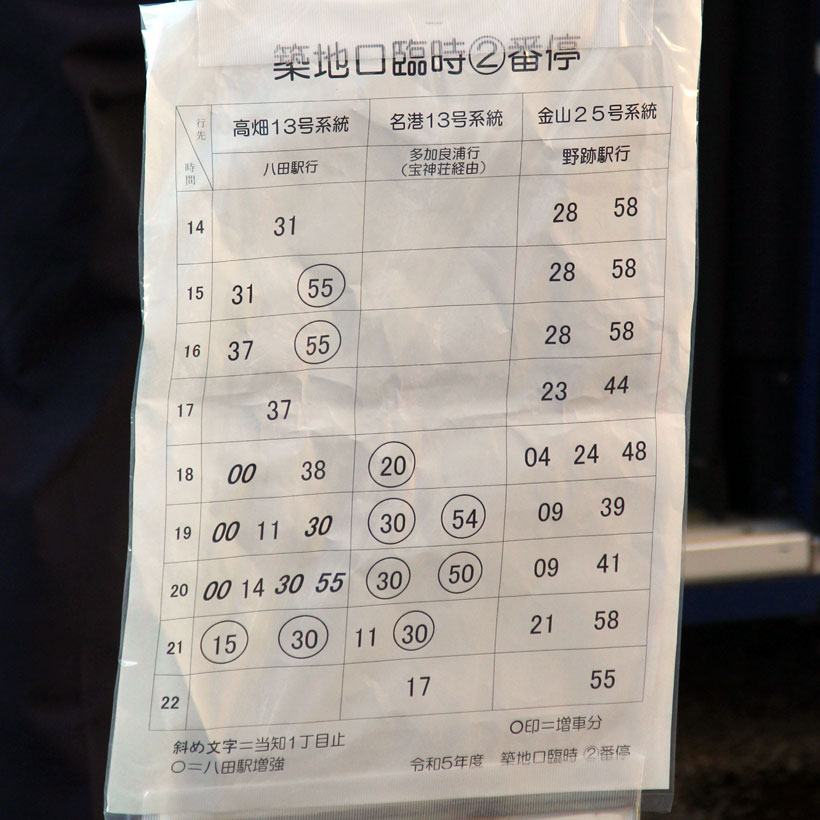 築地口臨時②番停
行先 高畑13号系統 名港13号系統 金山25号系統
時間 八田駅行 多加良浦行 野跡駅行
(宝神荘経由)
14 31 28 58
15 31 55 28 58
16 37 55 28 58
17 37 23 44
18 00 38 20 04 24 48
19 00 11 30 30 54 09 39
20 00 14 30 55 30 50 09 41
21 15 30 11 30 21 58
22 17 55
斜め文字=当知1丁目止 〇印=増車分
〇=八田駅増強 令和5年度 築地口臨時②番停